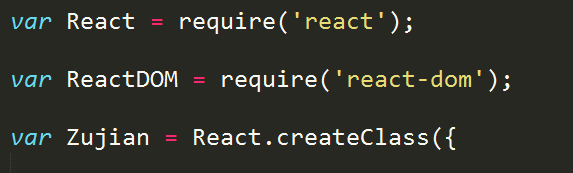 var React = require('react');
var ReactDOM = require('react-dom');
var Zujian = React.createClass({